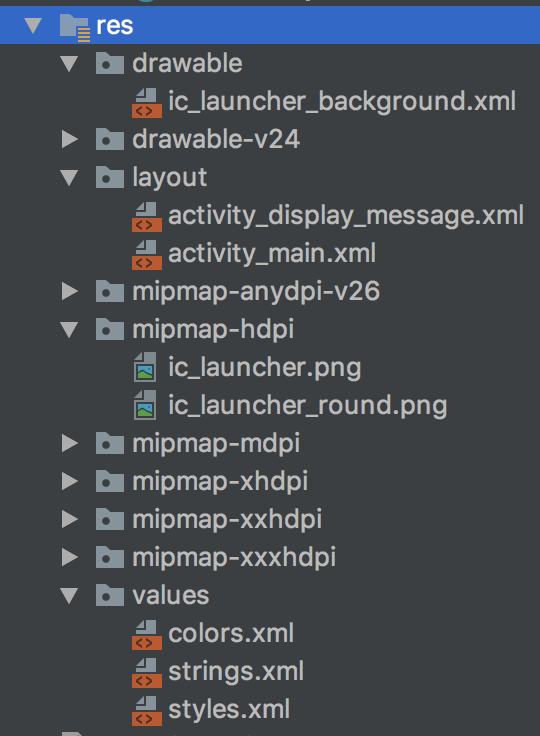 res
drawable
ic_launcher_background.xml
drawable-v24
layout
activity_display_message.xml
activity_main.xml
mipmap-anydpi-v26
mipmap-hdpi
ic_launcher.png
ic_launcher_round.png
mipmap-mdpi
mipmap-xhdpi
mipmap-xxhdpi
mipmap-xxxhdpi
values
colors.xml
strings.xml
styles.xml